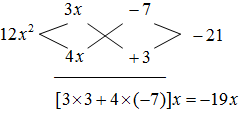 3x −7
12x² −21
4x +3
[3×3+4×(−7)]x=−19x